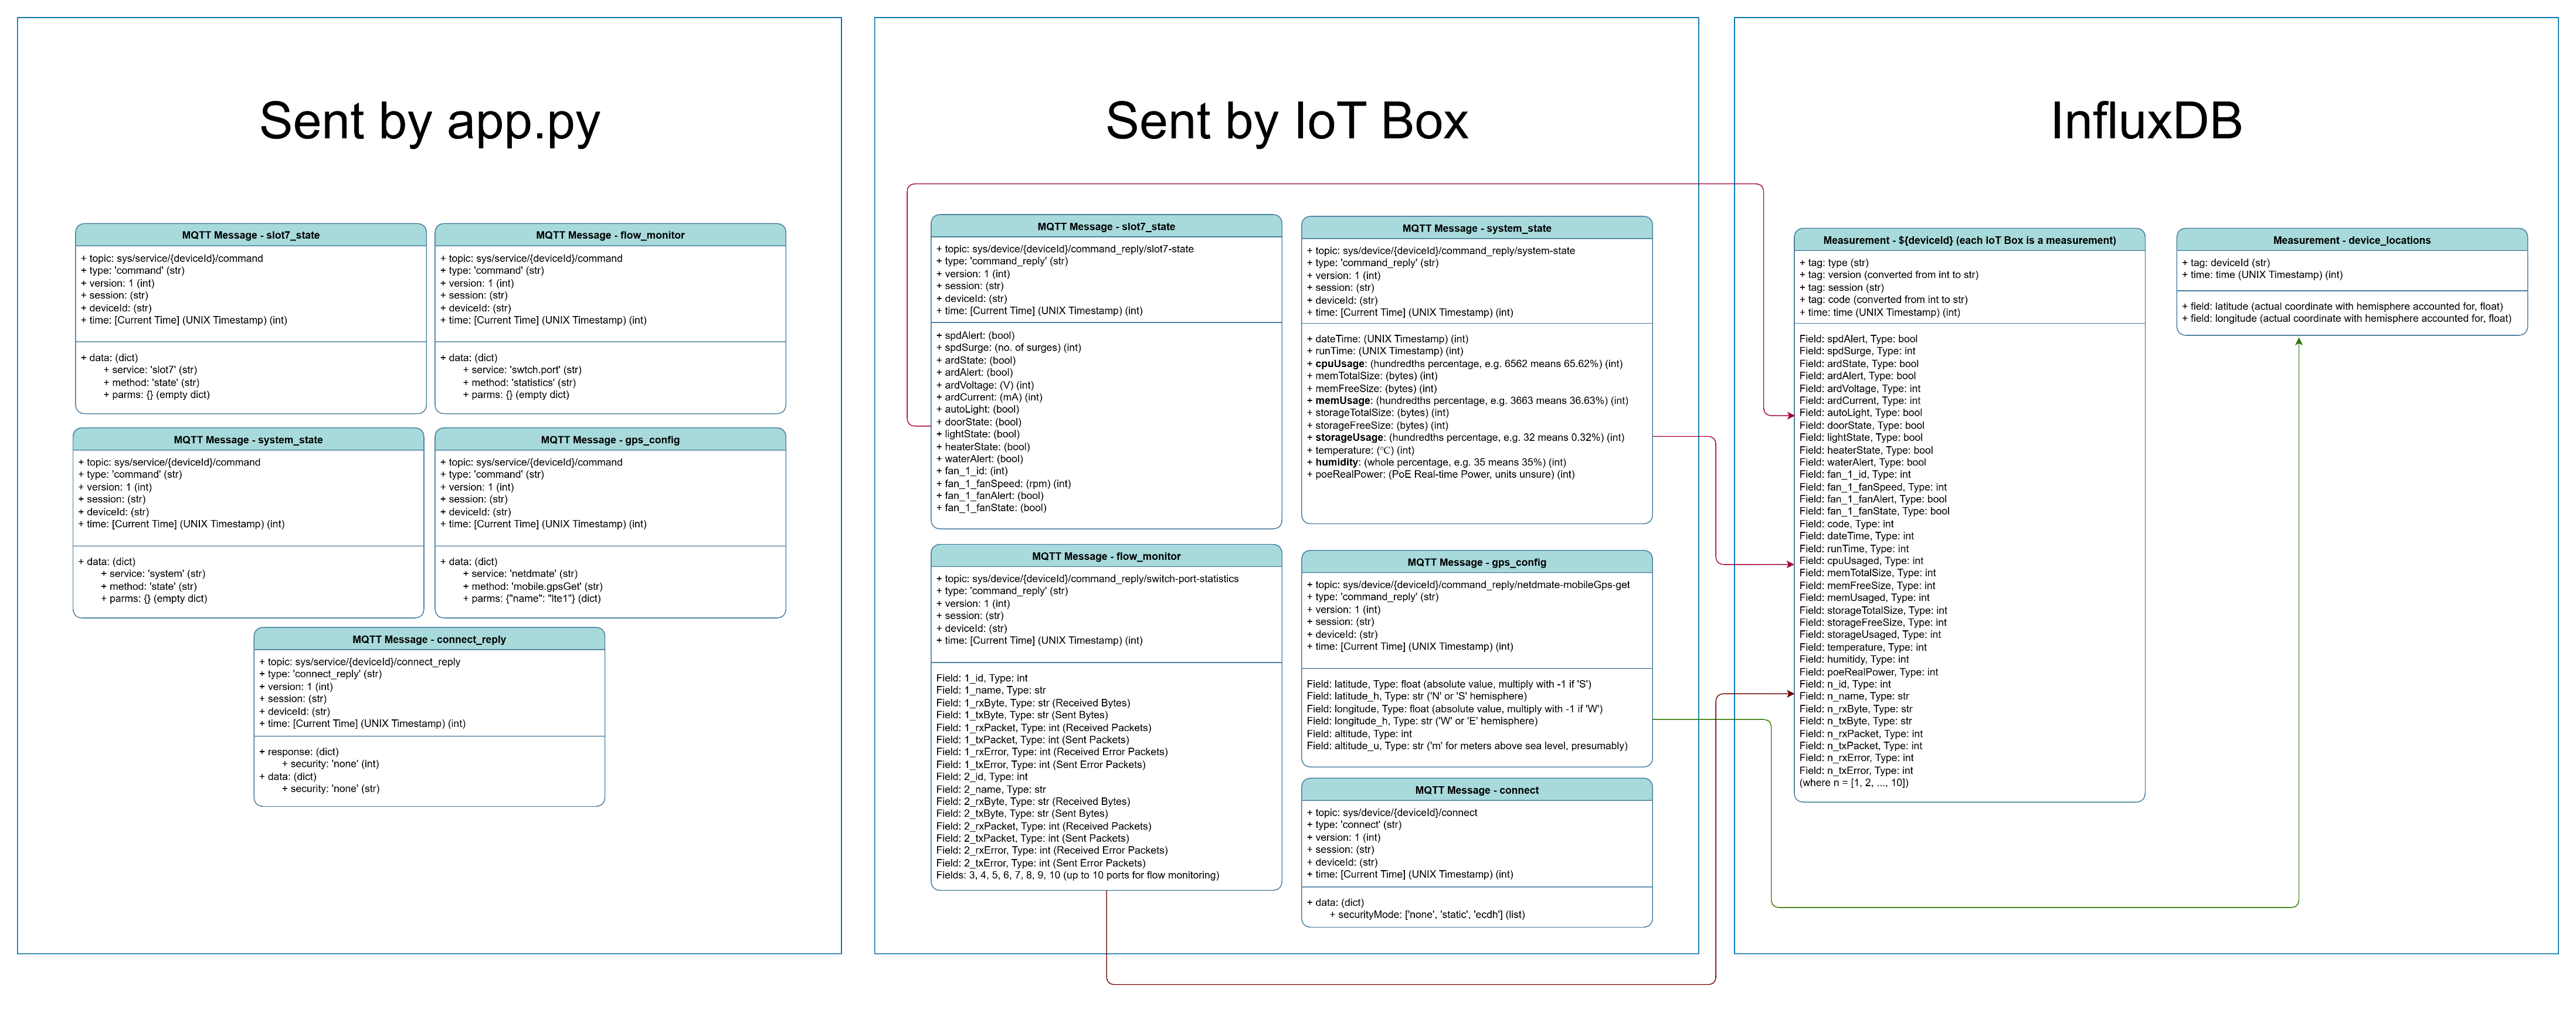 Sent by app.py
MQTT Message - slot7_state
+ topic: sys/service/{deviceId}/command
+ type: 'command' (str)
+ version: 1 (int)
+ session: (str)
+ deviceId: (str)
+ time: [Current Time] (UNIX Timestamp) (int)
+ data: (dict)
+ service: 'slot7' (str)
+ method: 'state' (str)
+ parms: {} (empty dict)
MQTT Message - flow_monitor
+ topic: sys/service/{deviceId}/command
+ type: 'command' (str)
+ version: 1 (int)
+ session: (str)
+ deviceId: (str)
+ time: [Current Time] (UNIX Timestamp) (int)
+ data: (dict)
+ service: 'swtch.port' (str)
+ method: 'statistics' (str)
+ parms: {} (empty dict)
MQTT Message - system_state
+ topic: sys/service/{deviceId}/command
+ type: 'command' (str)
+ version: 1 (int)
+ session: (str)
+ deviceId: (str)
+ time: [Current Time] (UNIX Timestamp) (int)
+ data: (dict)
+ service: 'system' (str)
+ method: 'state' (str)
+ parms: {} (empty dict)
MQTT Message - gps_config
+ topic: sys/service/{deviceId}/command
+ type: 'command' (str)
+ version: 1 (int)
+ session: (str)
+ deviceId: (str)
+ time: [Current Time] (UNIX Timestamp) (int)
+ data: (dict)
+ service: 'netdmate' (str)
+ method: 'mobile.gpsGet' (str)
+ parms: {"name": "lte1"} (dict)
MQTT Message - connect_reply
+ topic: sys/service/{deviceId}/connect_reply
+ type: 'connect_reply' (str)
+ version: 1 (int)
+ session: (str)
+ deviceId: (str)
+ time: [Current Time] (UNIX Timestamp) (int)
+ response: (dict)
+ security: 'none' (int)
+ data: (dict)
+ security: 'none' (str)
Sent by IoT Box
MQTT Message - slot7_state
+ topic: sys/device/{deviceId}/command_reply/slot7-state
+ type: 'command_reply' (str)
+ version: 1 (int)
+ session: (str)
+ deviceId: (str)
+ time: [Current Time] (UNIX Timestamp) (int)
+ spdAlert: (bool)
+ spdSurge: (no. of surges) (int)
+ ardState: (bool)
+ ardAlert: (bool)
+ ardVoltage: (V) (int)
+ ardCurrent: (mA) (int)
+ autoLight: (bool)
+ doorState: (bool)
+ lightState: (bool)
+ heaterState: (bool)
+ waterAlert: (bool)
+ fan_1_id: (int)
+ fan_1_fanSpeed: (rpm) (int)
+ fan_1_fanAlert: (bool)
+ fan_1_fanState: (bool)
MQTT Message - system_state
+ topic: sys/device/{deviceId}/command_reply/system-state
+ type: 'command_reply' (str)
+ version: 1 (int)
+ session: (str)
+ deviceId: (str)
+ time: [Current Time] (UNIX Timestamp) (int)
+ dateTime: (UNIX Timestamp) (int)
+ runTime: (UNIX Timestamp) (int)
+ cpuUsage: (hundredths percentage, e.g. 6562 means 65.62%) (int)
+ memTotalSize: (bytes) (int)
+ memFreeSize: (bytes) (int)
+ memUsage: (hundredths percentage, e.g. 3663 means 36.63%) (int)
+ storageTotalSize: (bytes) (int)
+ storageFreeSize: (bytes) (int)
+ storageUsage: (hundredths percentage, e.g. 32 means 0.32%) (int)
+ temperature: (℃) (int)
+ humidity: (whole percentage, e.g. 35 means 35%) (int)
+ poeRealPower: (PoE Real-time Power, units unsure) (int)
MQTT Message - flow_monitor
+ topic: sys/device/{deviceId}/command_reply/switch-port-statistics
+ type: 'command_reply' (str)
+ version: 1 (int)
+ session: (str)
+ deviceId: (str)
+ time: [Current Time] (UNIX Timestamp) (int)
Field: 1_id, Type: int
Field: 1_name, Type: str
Field: 1_rxByte, Type: str (Received Bytes)
Field: 1_txByte, Type: str (Sent Bytes)
Field: 1_rxPacket, Type: int (Received Packets)
Field: 1_txPacket, Type: int (Sent Packets)
Field: 1_rxError, Type: int (Received Error Packets)
Field: 1_txError, Type: int (Sent Error Packets)
Field: 2_id, Type: int
Field: 2_name, Type: str
Field: 2_rxByte, Type: str (Received Bytes)
Field: 2_txByte, Type: str (Sent Bytes)
Field: 2_rxPacket, Type: int (Received Packets)
Field: 2_txPacket, Type: int (Sent Packets)
Field: 2_rxError, Type: int (Received Error Packets)
Field: 2_txError, Type: int (Sent Error Packets)
Fields: 3, 4, 5, 6, 7, 8, 9, 10 (up to 10 ports for flow monitoring)
MQTT Message - gps_config
+ topic: sys/device/{deviceId}/command_reply/netdmate-mobileGps-get
+ type: 'command_reply' (str)
+ version: 1 (int)
+ session: (str)
+ deviceId: (str)
+ time: [Current Time] (UNIX Timestamp) (int)
Field: latitude, Type: float (absolute value, multiply with -1 if 'S')
Field: latitude_h, Type: str ('N' or 'S' hemisphere)
Field: longitude, Type: float (absolute value, multiply with -1 if 'W')
Field: longitude_h, Type: str ('W' or 'E' hemisphere)
Field: altitude, Type: int
Field: altitude_u, Type: str ('m' for meters above sea level, presumably)
MQTT Message - connect
+ topic: sys/device/{deviceId}/connect
+ type: 'connect' (str)
+ version: 1 (int)
+ session: (str)
+ deviceId: (str)
+ time: [Current Time] (UNIX Timestamp) (int)
+ data: (dict)
+ securityMode: ['none', 'static', 'ecdh'] (list)
InfluxDB
Measurement - ${deviceId} (each IoT Box is a measurement)
+ tag: type (str)
+ tag: version (converted from int to str)
+ tag: session (str)
+ tag: code (converted from int to str)
+ time: time (UNIX Timestamp) (int)
Field: spdAlert, Type: bool
Field: spdSurge, Type: int
Field: ardState, Type: bool
Field: ardAlert, Type: bool
Field: ardVoltage, Type: int
Field: ardCurrent, Type: int
Field: autoLight, Type: bool
Field: doorState, Type: bool
Field: lightState, Type: bool
Field: heaterState, Type: bool
Field: waterAlert, Type: bool
Field: fan_1_id, Type: int
Field: fan_1_fanSpeed, Type: int
Field: fan_1_fanAlert, Type: bool
Field: fan_1_fanState, Type: bool
Field: code, Type: int
Field: dateTime, Type: int
Field: runTime, Type: int
Field: cpuUsaged, Type: int
Field: memTotalSize, Type: int
Field: memFreeSize, Type: int
Field: memUsaged, Type: int
Field: storageTotalSize, Type: int
Field: storageFreeSize, Type: int
Field: storageUsaged, Type: int
Field: temperature, Type: int
Field: humitidy, Type: int
Field: poeRealPower, Type: int
Field: n_id, Type: int
Field: n_name, Type: str
Field: n_rxByte, Type: str
Field: n_txByte, Type: str
Field: n_rxPacket, Type: int
Field: n_txPacket, Type: int
Field: n_rxError, Type: int
Field: n_txError, Type: int
(where n = [1, 2, ..., 10])
Measurement - device_locations
+ tag: deviceId (str)
+ time: time (UNIX Timestamp) (int)
+ field: latitude (actual coordinate with hemisphere accounted for, float)
+ field: longitude (actual coordinate with hemisphere accounted for, float)